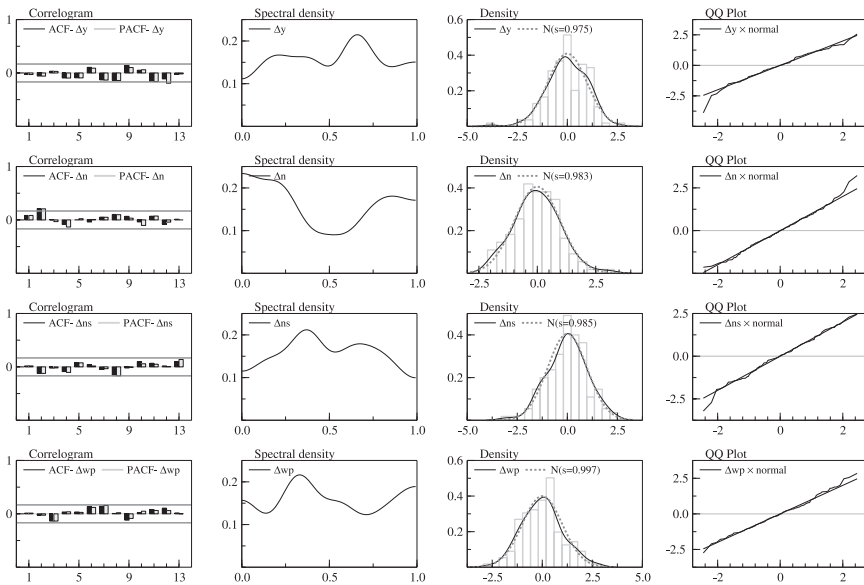 Correlogram
ACF- Δy PACF- Δy
1
0
-1
1 5 9 13
Spectral density
Δy
0.2
0.1
0.0 0.5 1.0
Density
Δy N(s=0.975)
0.6
0.4
0.2
-5.0 -2.5 0.0 2.5
QQ Plot
Δy × normal
2.5
0.0
-2.5
-2 0 2
Correlogram
ACF- Δn PACF- Δn
1
0
-1
1 5 9 13
Spectral density
Δn
0.2
0.1
0.0 0.5 1.0
Density
Δn N(s=0.983)
0.4
0.2
-2.5 0.0 2.5
QQ Plot
Δn × normal
2.5
0.0
-2.5
-2 0 2
Correlogram
ACF- Δns PACF- Δns
1
0
-1
1 5 9 13
Spectral density
Δns
0.2
0.1
0.0 0.5 1.0
Density
Δns N(s=0.985)
0.4
0.2
-5.0 -2.5 0.0 2.5
QQ Plot
Δns × normal
2.5
0.0
-2.5
-2 0 2
Correlogram
ACF- Δwp PACF- Δwp
1
0
-1
1 5 9 13
Spectral density
Δwp
0.2
0.1
0.0 0.5 1.0
Density
Δwp N(s=0.997)
0.6
0.4
0.2
-2.5 0.0 2.5 5.0
QQ Plot
Δwp × normal
2.5
0.0
-2.5
-2 0 2